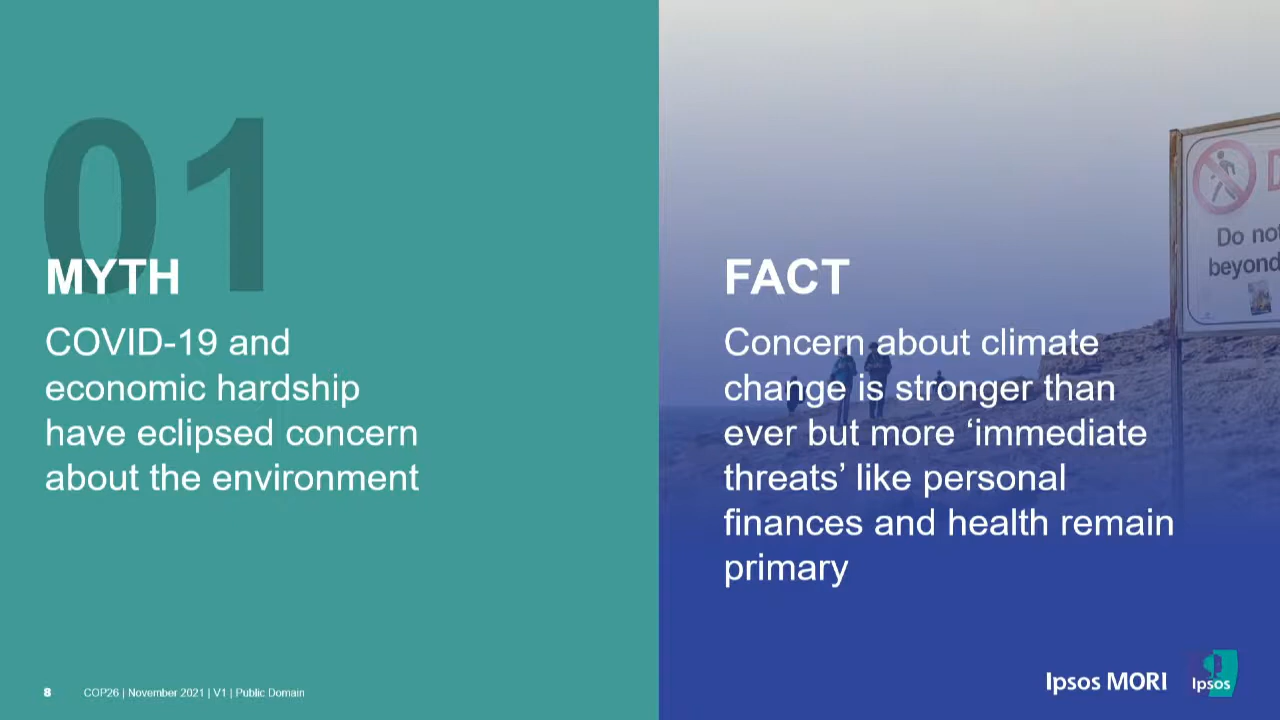 01
MYTH
COVID-19 and
economic hardship
have eclipsed concern
about the environment
FACT
Concern about climate
change is stronger than
ever but more ‘immediate
threats’ like personal
finances and health remain
primary
D
Do not
beyond
8 COP26 | November 2021 | V1 | Public Domain
Ipsos MORI
Ipsos